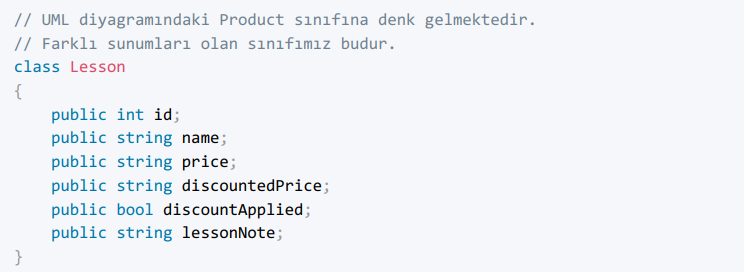 // UML diyagramındaki Product sınıfına denk gelmektedir.
// Farklı sunumları olan sınıfımız budur.
class Lesson
{
    public int id;
    public string name;
    public string price;
    public string discountedPrice;
    public bool discountApplied;
    public string lessonNote;
}